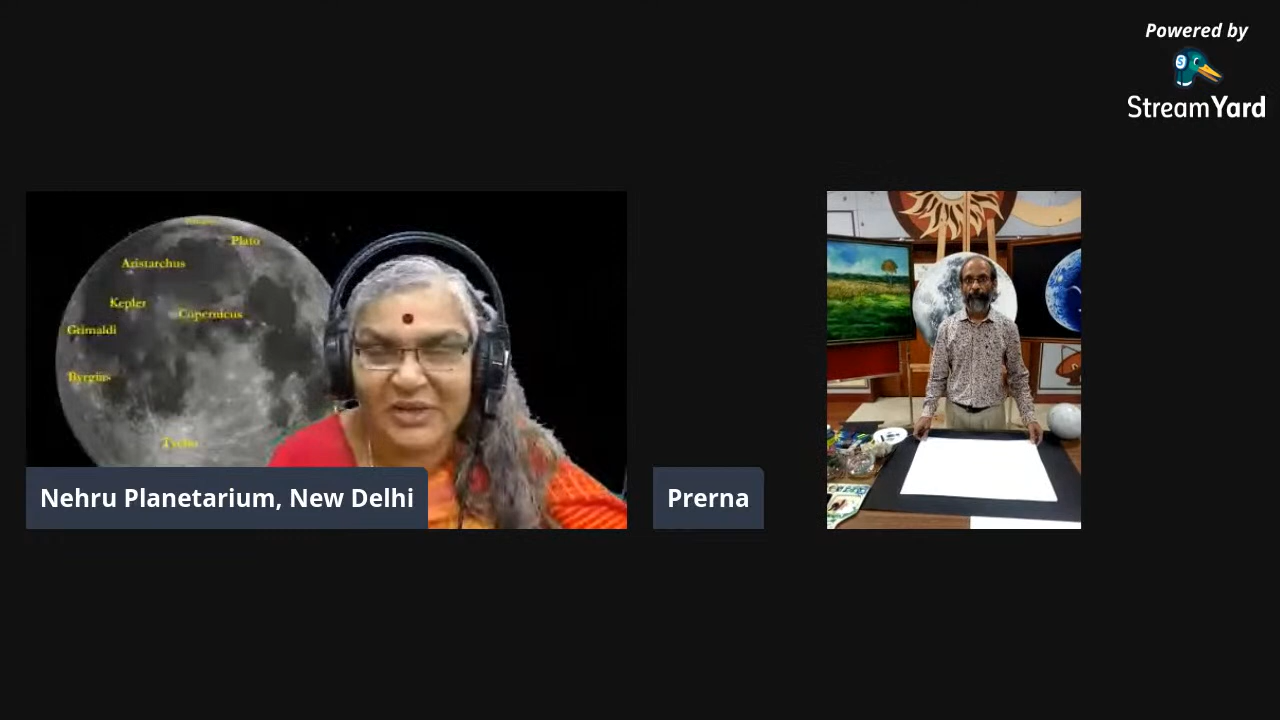 Powered by
StreamYard
Plato
Aristarchus
Kepler
Copernicus
Grimaldi
Byrgius
Tycho
Nehru Planetarium, New Delhi
Prerna